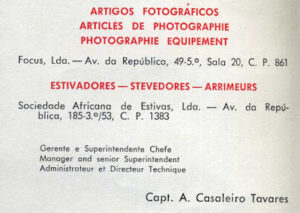 ARTIGOS FOTOGRÁFICOS
ARTICLES DE PHOTOGRAPHIE
PHOTOGRAPHIE EQUIPEMENT
Focus, Lda. — Av. da República, 49-5.º, Sala 20, C. P. 861
ESTIVADORES — STEVEDORES — ARRIMEURS
Sociedade Africana de Estivas, Lda. — Av. da Repú-
blica, 185-3.º/53, C. P. 1383
Gerente e Superintendente Chefe
Manager and senior Superintendent
Administrateur et Directeur Technique
Capt. A. Casaleiro Tavares